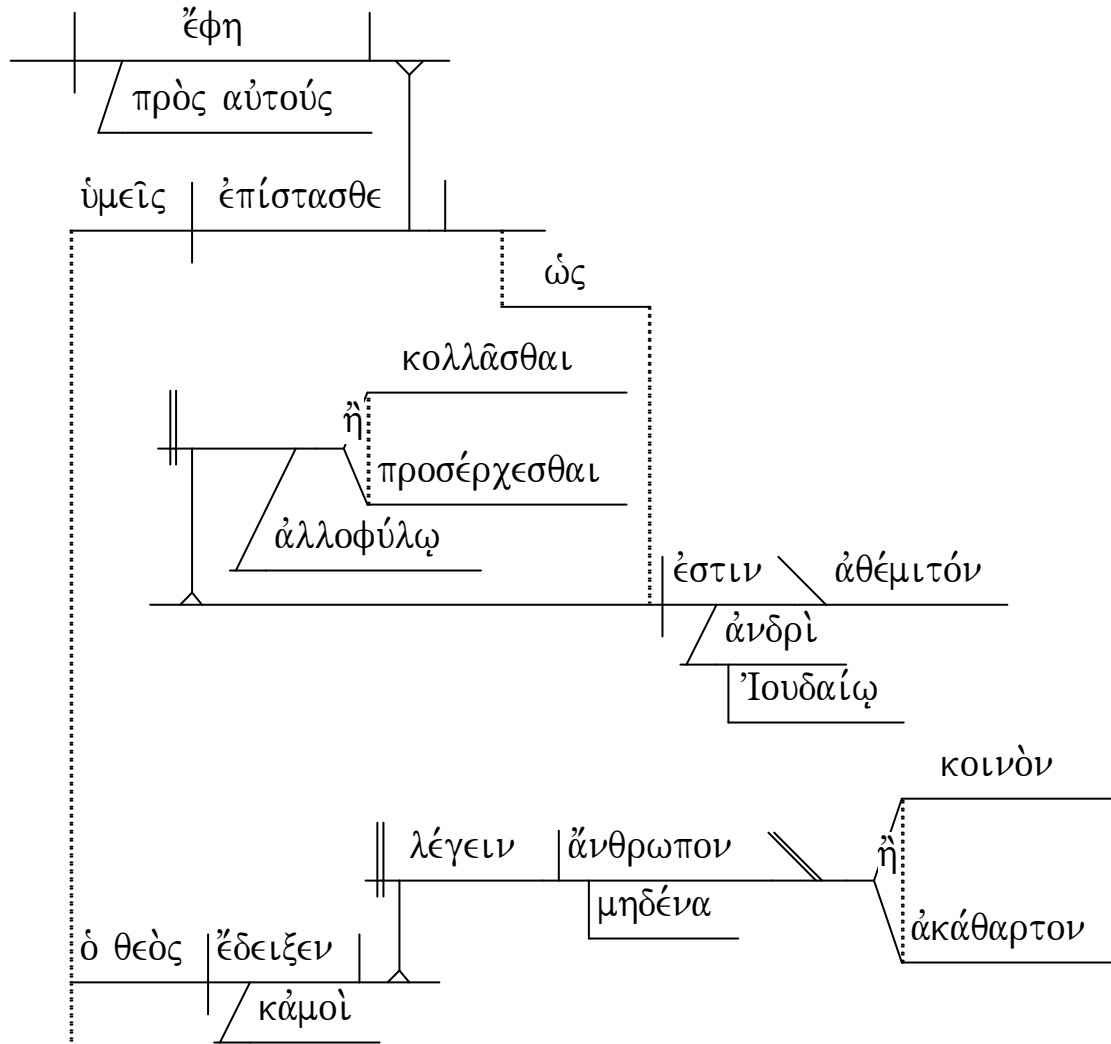 ἔφη
πρὸς αὐτούς
ὑμεῖς ἐπίστασθε
ὡς
κολλᾶσθαι
ἢ
προσέρχεσθαι
ἀλλοφύλῳ
ἐστιν ἀθέμιτόν
ἀνδρὶ
Ἰουδαίῳ
κοινὸν
λέγειν ἄνθρωπον ἢ
μηδένα
ἀκάθαρτον
ὁ θεὸς ἔδειξεν
κἀμοὶ